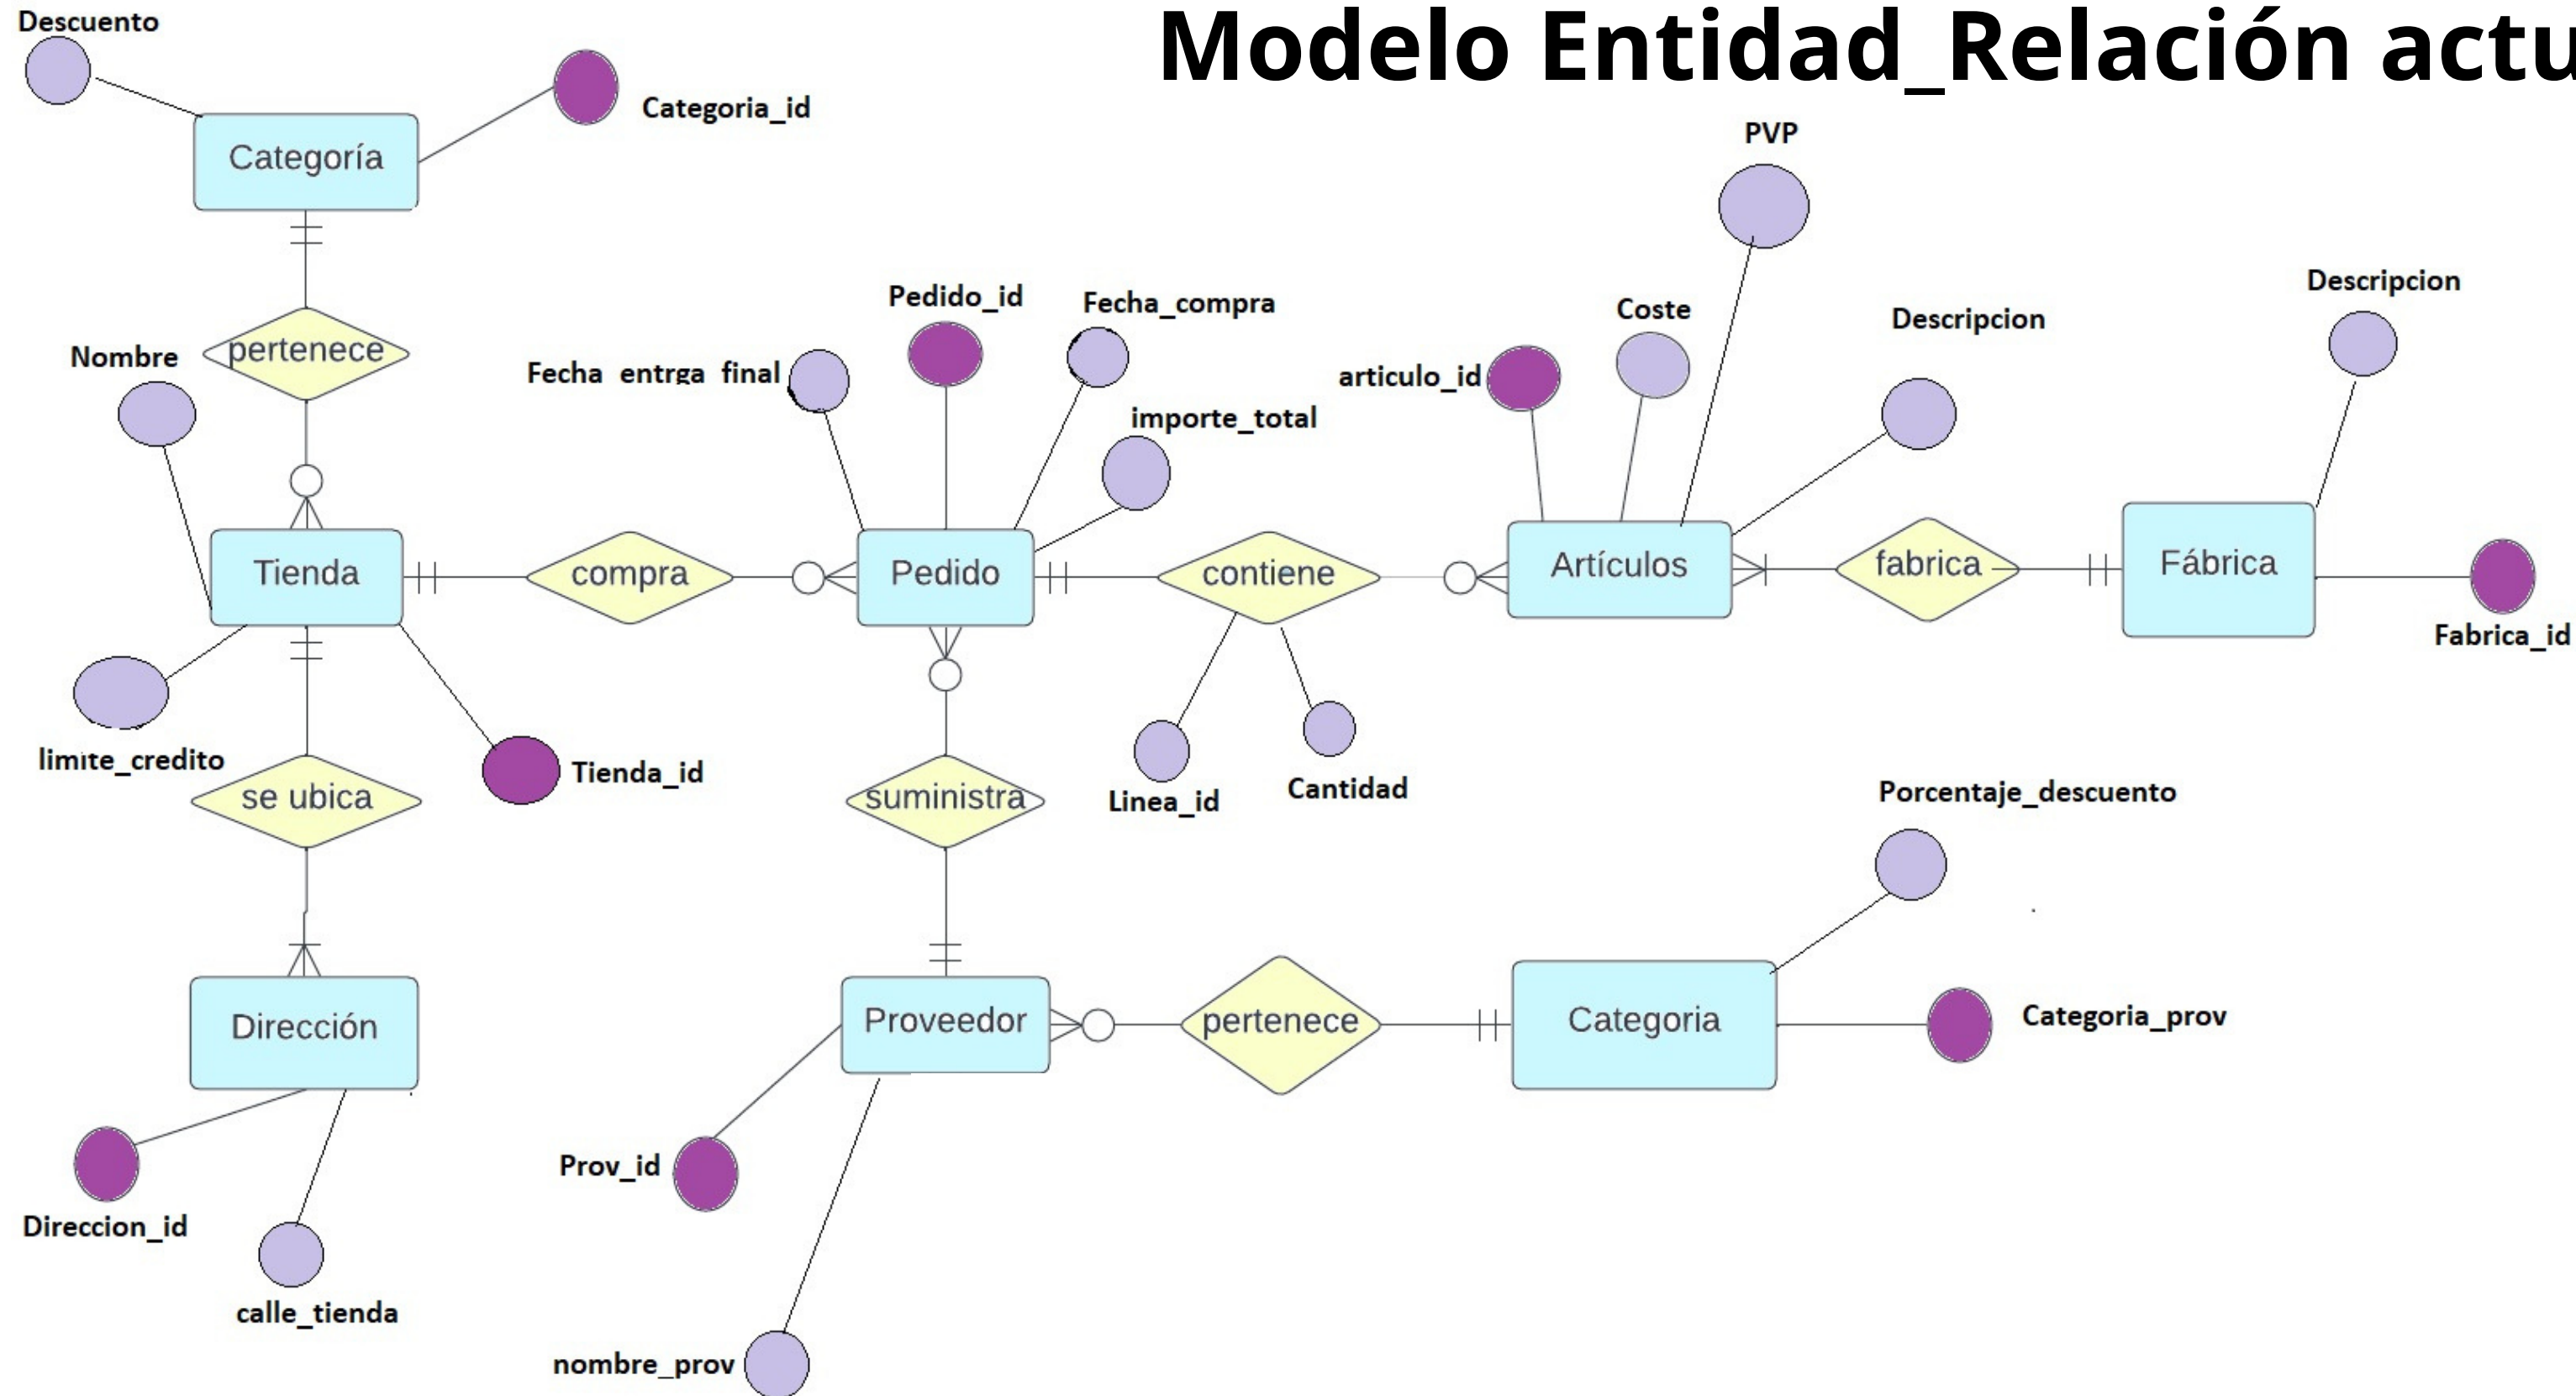 Descuento
Modelo Entidad_Relación actu
Categoria_id
PVP
Categoría
Descripcion
Pedido_id
Fecha_compra
Coste
Descripcion
pertenece
Nombre
Fecha_entrga_final
articulo_id
importe_total
Tienda
compra
Pedido
contiene
Artículos
fabrica
Fábrica
Fabrica_id
limite_credito
Tienda_id
se ubica
suministra
Linea_id
Cantidad
Porcentaje_descuento
Dirección
Proveedor
pertenece
Categoria
Categoria_prov
Prov_id
Direccion_id
calle_tienda
nombre_prov